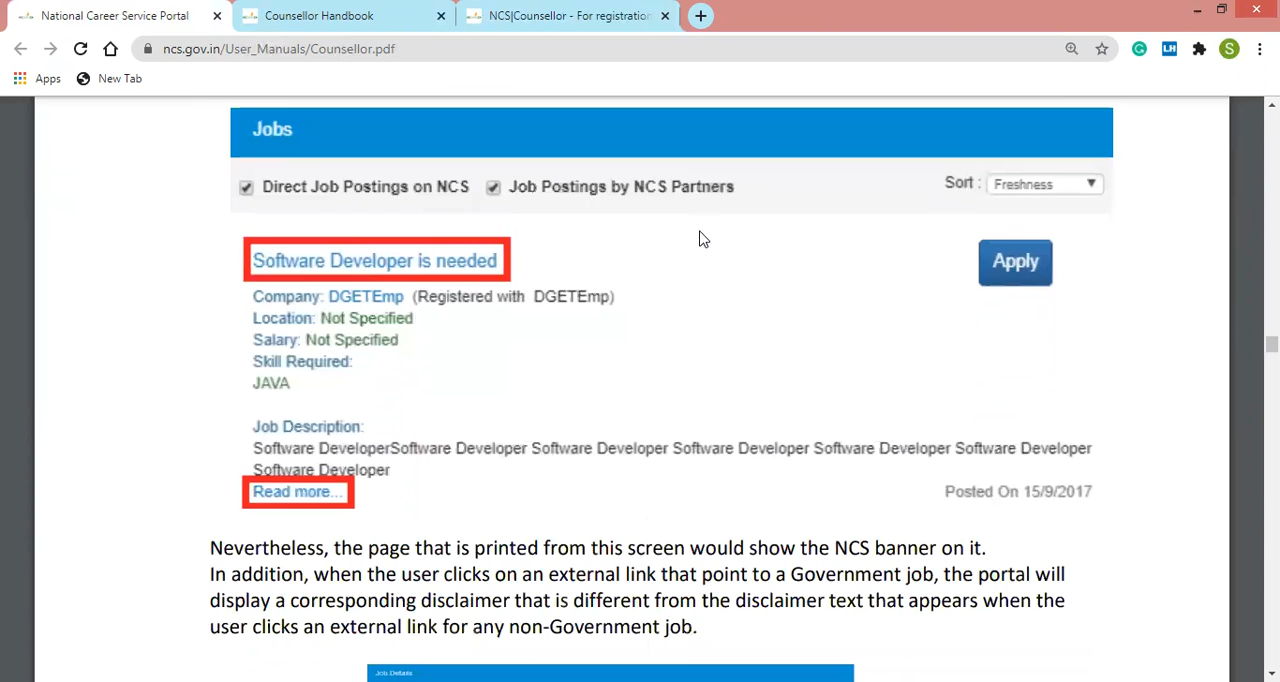 National Career Service Portal
Counsellor Handbook
NCS|Counsellor - For registration
ncs.gov.in/User_Manuals/Counsellor.pdf
LH
S
Apps
New Tab
Jobs
Direct Job Postings on NCS
Job Postings by NCS Partners
Sort :
Freshness
Software Developer is needed
Apply
Company: DGETEmp (Registered with DGETEmp)
Location: Not Specified
Salary: Not Specified
Skill Required:
JAVA
Job Description:
Software DeveloperSoftware Developer Software Developer Software Developer Software Developer Software Developer
Software Developer
Read more...
Posted On 15/9/2017
Nevertheless, the page that is printed from this screen would show the NCS banner on it.
In addition, when the user clicks on an external link that point to a Government job, the portal will
display a corresponding disclaimer that is different from the disclaimer text that appears when the
user clicks an external link for any non-Government job.
Job Details